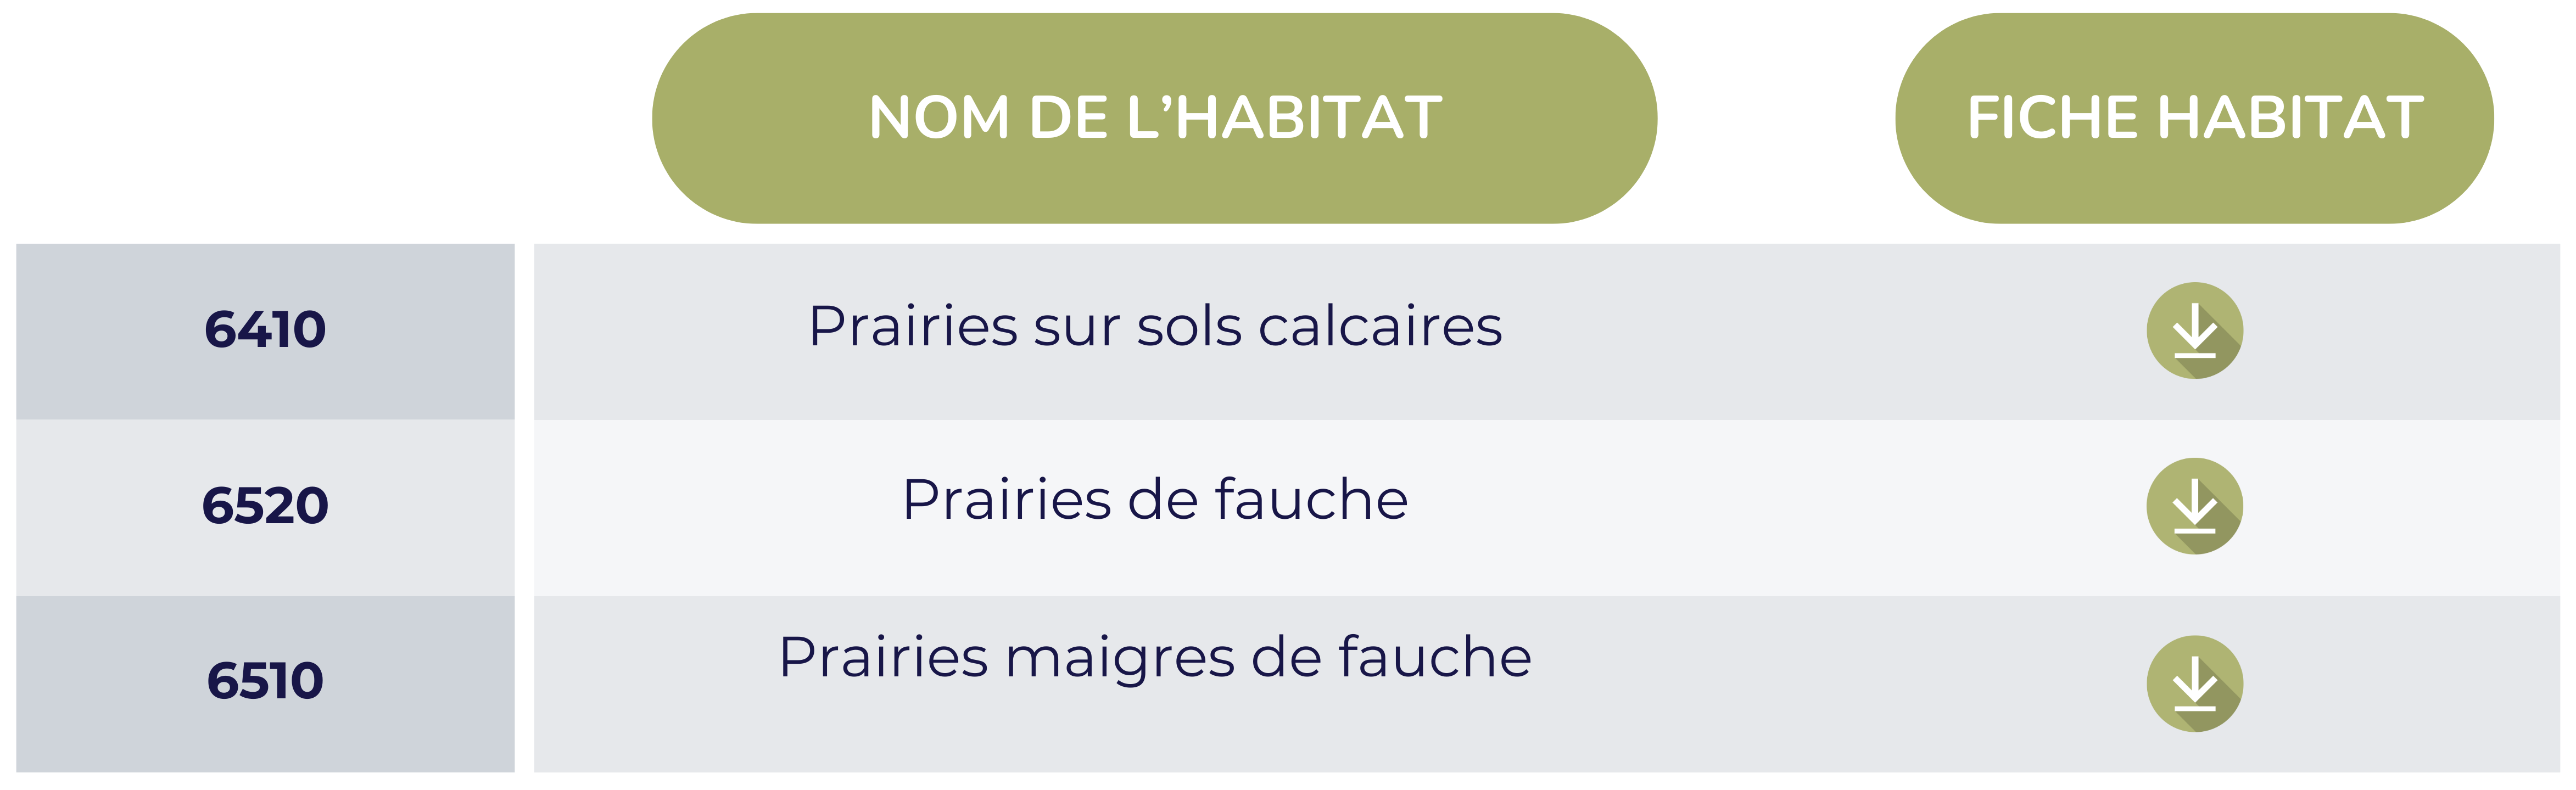 NOM DE L’HABITAT
FICHE HABITAT
6410
Prairies sur sols calcaires
6520
Prairies de fauche
6510
Prairies maigres de fauche